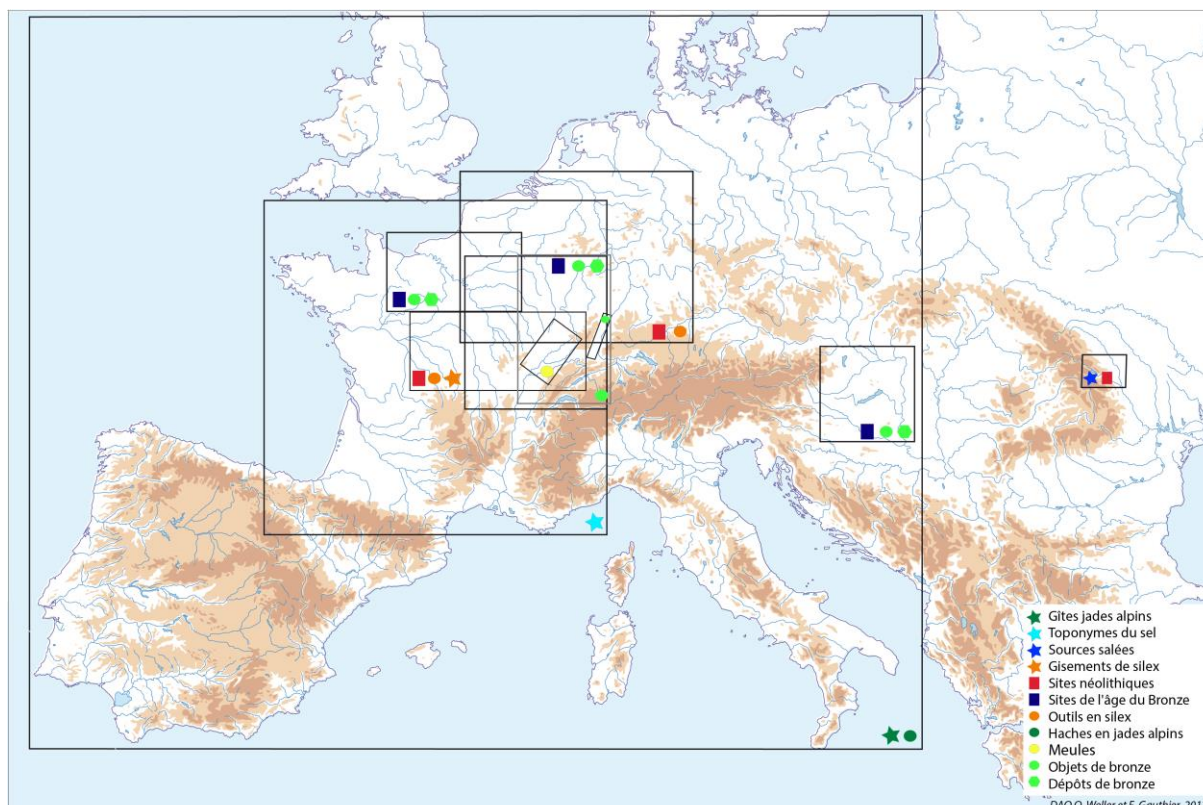 Gîtes jades alpins
Toponymes du sel
Sources salées
Gisements de silex
Sites néolithiques
Sites de l'âge du Bronze
Outils en silex
Haches en jades alpins
Meules
Objets de bronze
Dépôts de bronze
DAO O. Weller et E. Gauthier,